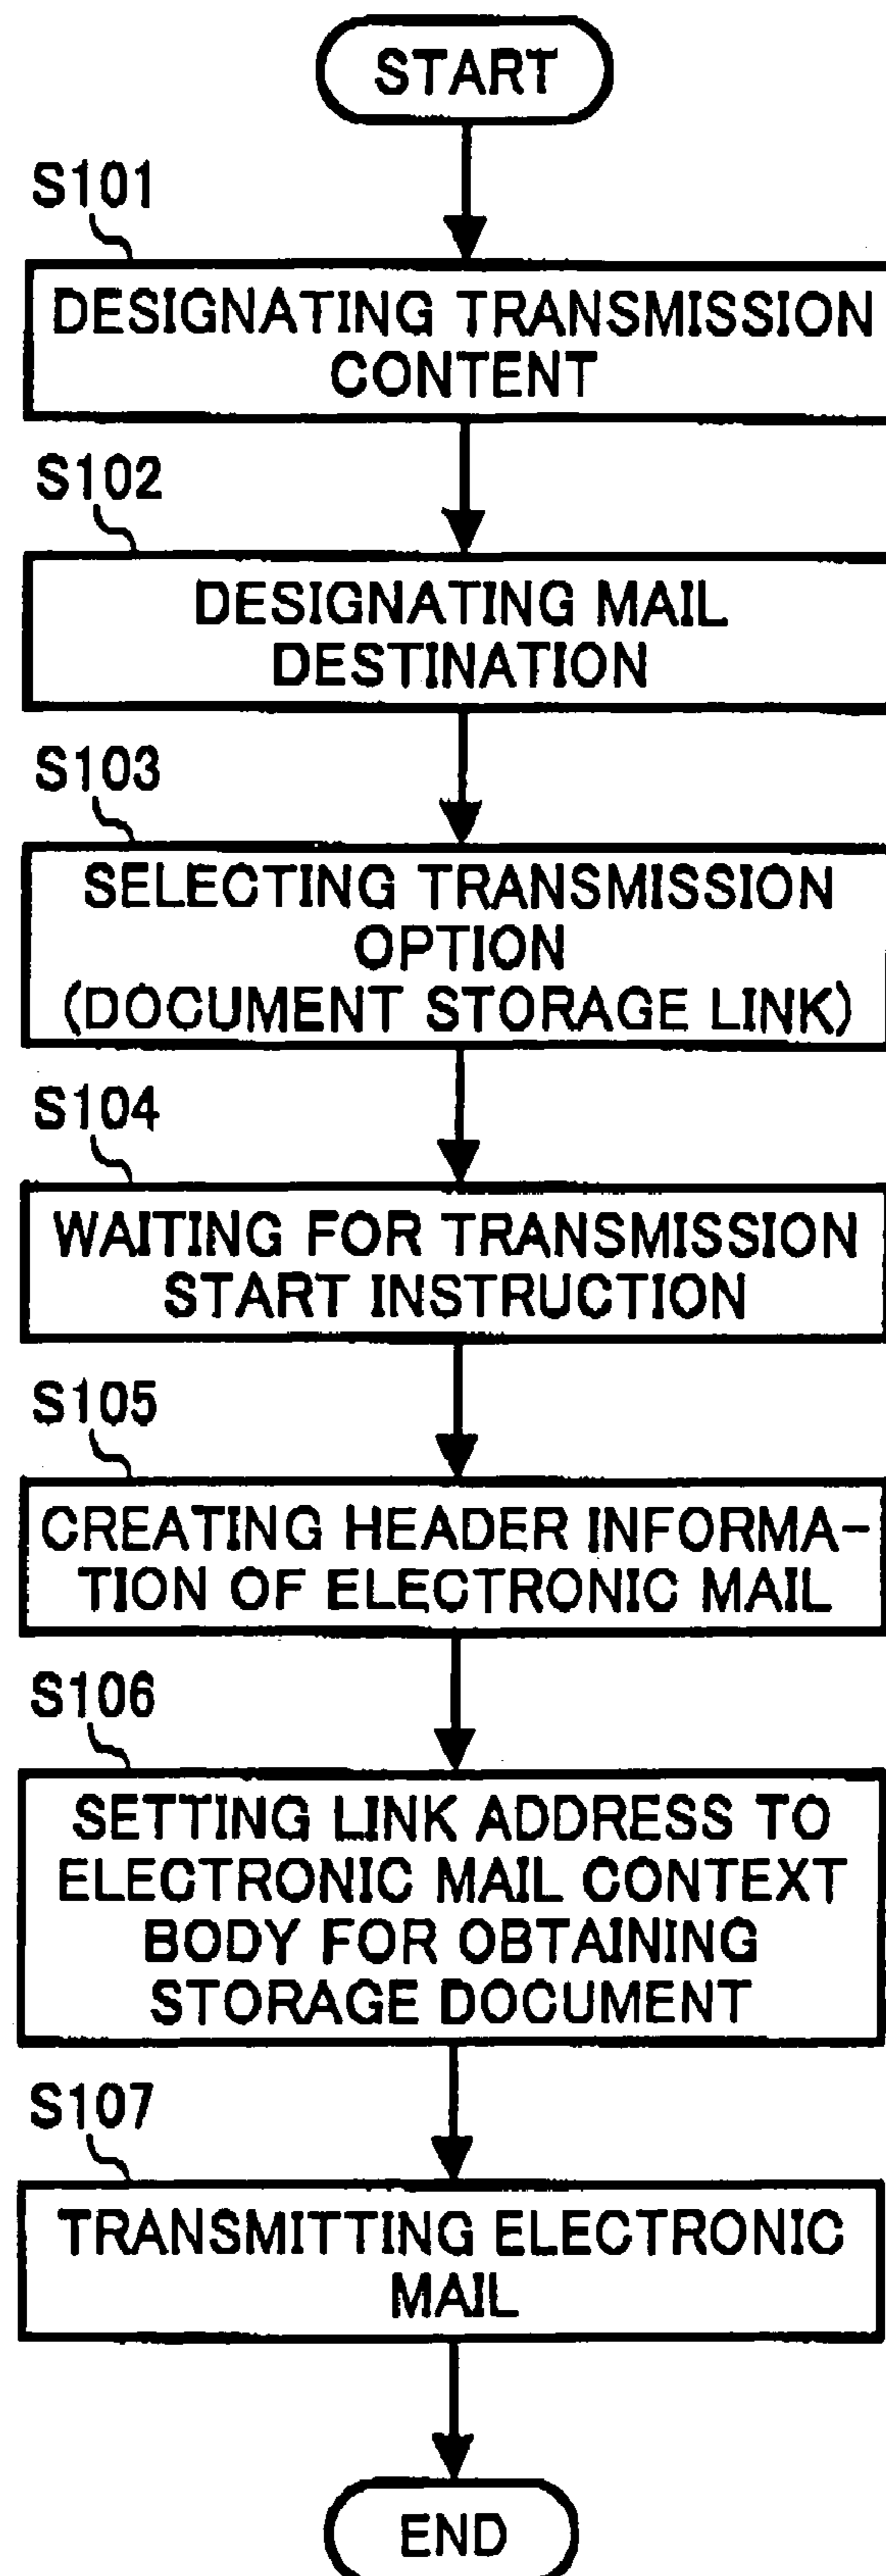 START
S101
DESIGNATING TRANSMISSION
CONTENT
S102
DESIGNATING MAIL
DESTINATION
S103
SELECTING TRANSMISSION
OPTION
(DOCUMENT STORAGE LINK)
S104
WAITING FOR TRANSMISSION
START INSTRUCTION
S105
CREATING HEADER INFORMA-
TION OF ELECTRONIC MAIL
S106
SETTING LINK ADDRESS TO
ELECTRONIC MAIL CONTEXT
BODY FOR OBTAINING
STORAGE DOCUMENT
S107
TRANSMITTING ELECTRONIC
MAIL
END